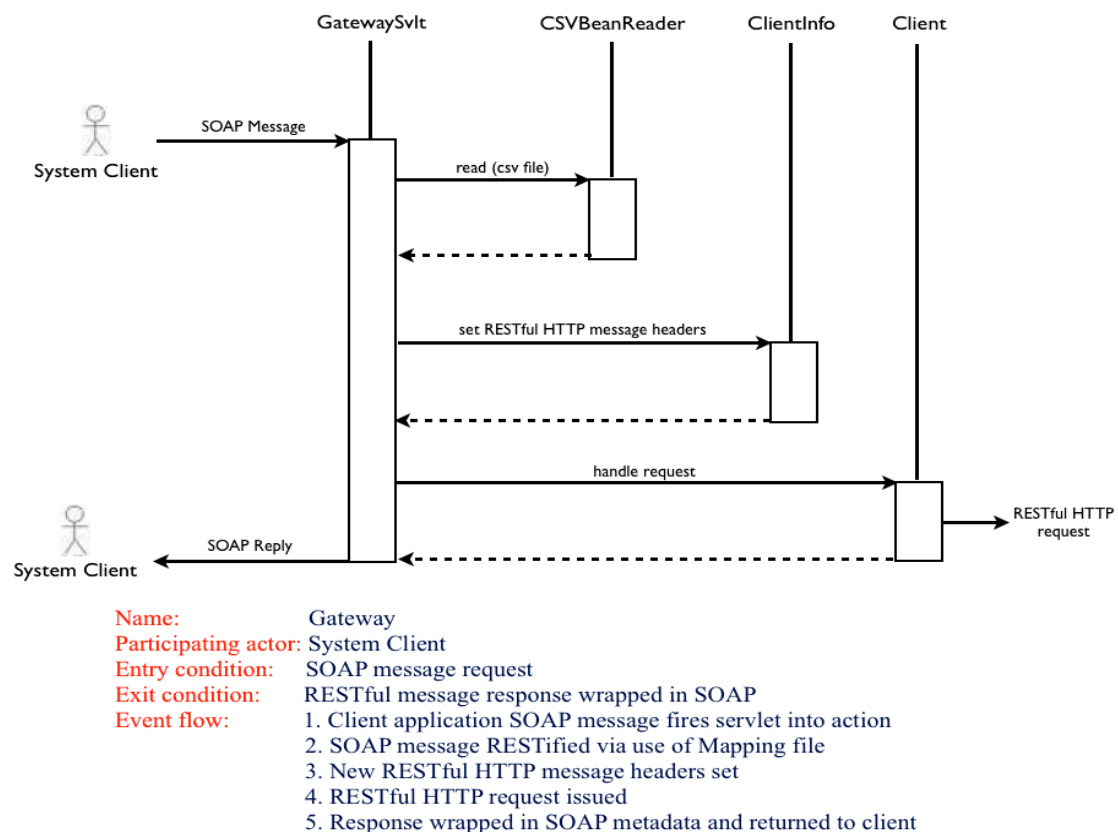 GatewaySvlt
CSVBeanReader
ClientInfo
Client
SOAP Message
System Client
read (csv file)
set RESTful HTTP message headers
handle request
RESTful HTTP
request
SOAP Reply
System Client
Name: Gateway
Participating actor: System Client
Entry condition: SOAP message request
Exit condition: RESTful message response wrapped in SOAP
Event flow: 1. Client application SOAP message fires servlet into action
2. SOAP message RESTified via use of Mapping file
3. New RESTful HTTP message headers set
4. RESTful HTTP request issued
5. Response wrapped in SOAP metadata and returned to client